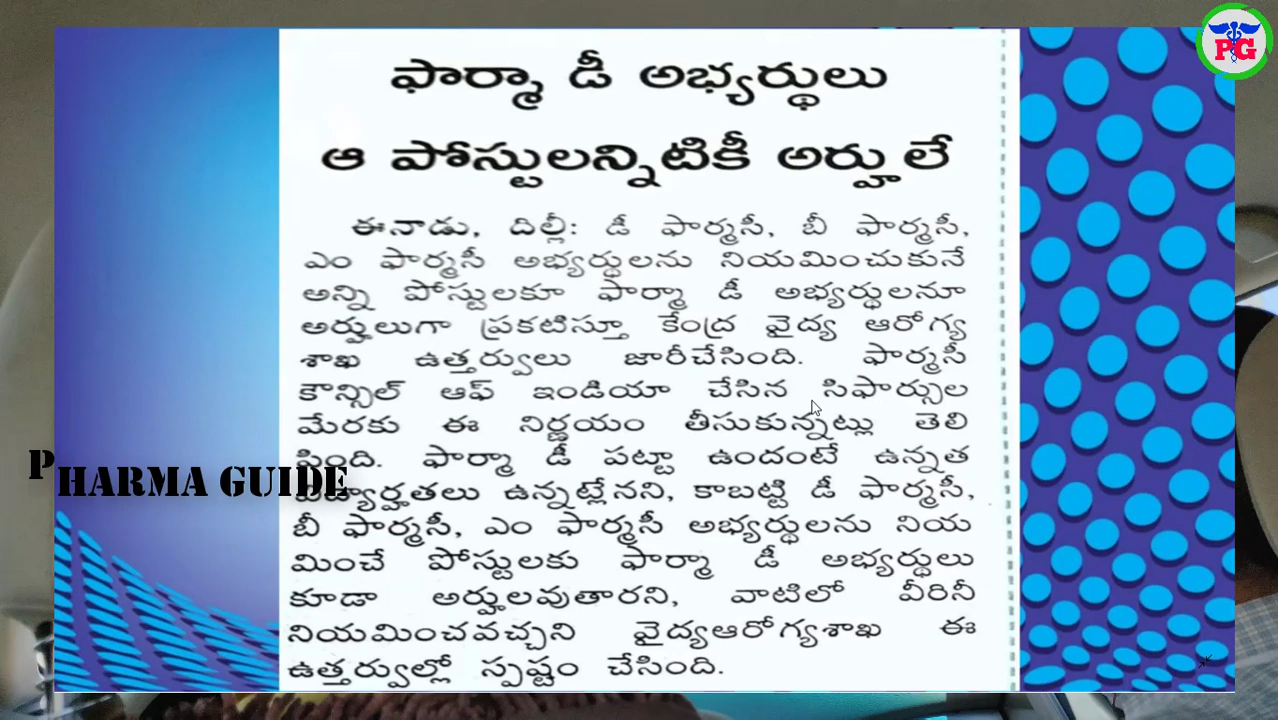 PG
ఫార్మా డీ అభ్యర్థులు
ఆ పోస్టులన్నిటికీ అర్హులే
ఈనాడు, దిల్లీ: డీ ఫార్మసీ, బీ ఫార్మసీ,
ఎం ఫార్మసీ అభ్యర్థులను నియమించుకునే
అన్ని పోస్టులకూ ఫార్మా డీ అభ్యర్థులనూ
అర్హులుగా ప్రకటిస్తూ కేంద్ర వైద్య ఆరోగ్య
శాఖ ఉత్తర్వులు జారీచేసింది. ఫార్మసీ
కౌన్సిల్ ఆఫ్ ఇండియా చేసిన సిఫార్సుల
మేరకు ఈ నిర్ణయం తీసుకున్నట్లు తెలి
పింది. ఫార్మా డీ పట్టా ఉందంటే ఉన్నత
ఉన్నట్లేనని, కాబట్టి డీ ఫార్మసీ,
బీ ఫార్మసీ, ఎం ఫార్మసీ అభ్యర్థులను నియ
మించే పోస్టులకు ఫార్మా డీ అభ్యర్థులు
కూడా అర్హులవుతారని, వాటిలో వీరినీ
నియమించవచ్చని వైద్యఆరోగ్యశాఖ ఈ
ఉత్తర్వుల్లో స్పష్టం చేసింది.
PHARMA GUIDE